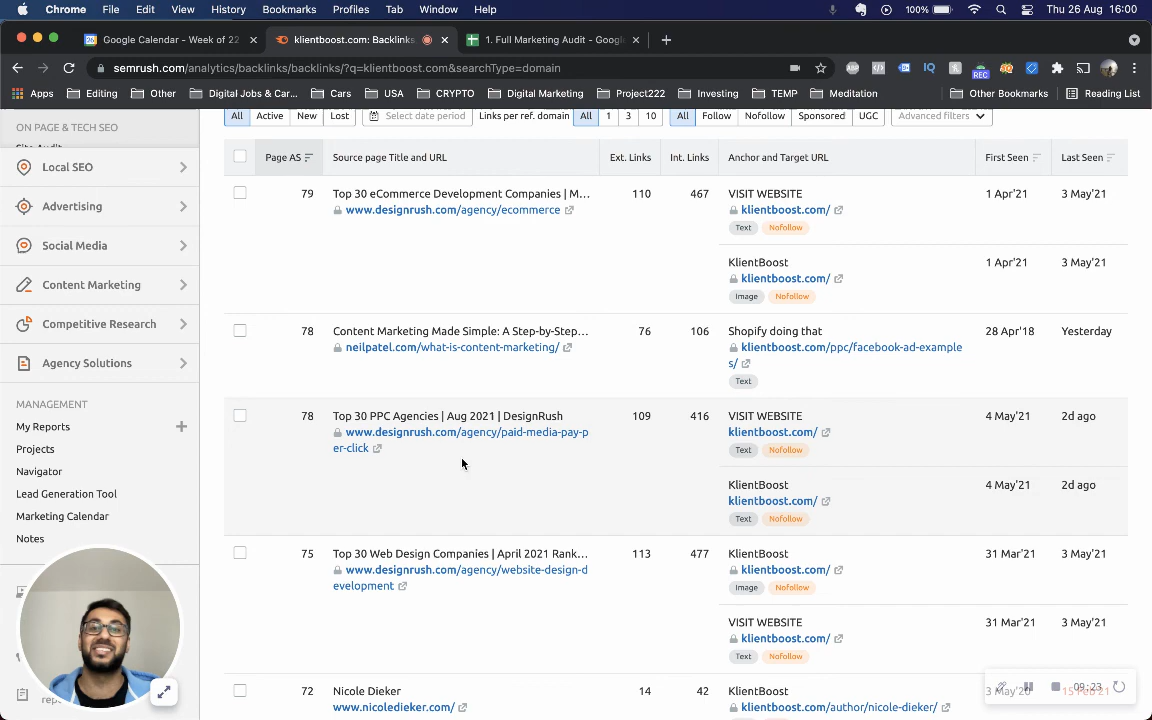 Chrome File Edit View History Bookmarks Profiles Tab Window Help 100% Thu 26 Aug 16:00
Google Calendar - Week of 22 klientboost.com: Backlinks 1. Full Marketing Audit - Google
semrush.com/analytics/backlinks/backlinks/?q=klientboost.com&searchType=domain REC
Apps Editing Other Digital Jobs & Car... Cars USA CRYPTO Digital Marketing Project222 Investing TEMP Meditation Other Bookmarks Reading List
ON PAGE & TECH SEO
Site Audit
Local SEO
Advertising
Social Media
Content Marketing
Competitive Research
Agency Solutions
MANAGEMENT
My Reports
Projects
Navigator
Lead Generation Tool
Marketing Calendar
Notes
All Active New Lost Select date period Links per ref. domain All 1 3 10 All Follow Nofollow Sponsored UGC Advanced filters
Page AS Source page Title and URL Ext. Links Int. Links Anchor and Target URL First Seen Last Seen
79 Top 30 eCommerce Development Companies | M... 110 467 VISIT WEBSITE 1 Apr'21 3 May'21
www.designrush.com/agency/ecommerce klientboost.com/
Text Nofollow
KlientBoost 1 Apr'21 3 May'21
klientboost.com/
Image Nofollow
78 Content Marketing Made Simple: A Step-by-Step... 76 106 Shopify doing that 28 Apr'18 Yesterday
neilpatel.com/what-is-content-marketing/ klientboost.com/ppc/facebook-ad-example
s/
Text
78 Top 30 PPC Agencies | Aug 2021 | DesignRush 109 416 VISIT WEBSITE 4 May'21 2d ago
www.designrush.com/agency/paid-media-pay-p klientboost.com/
er-click Text Nofollow
KlientBoost 4 May'21 2d ago
klientboost.com/
Text Nofollow
75 Top 30 Web Design Companies | April 2021 Rank... 113 477 KlientBoost 31 Mar'21 3 May'21
www.designrush.com/agency/website-design-d klientboost.com/
evelopment Image Nofollow
VISIT WEBSITE 31 Mar'21 3 May'21
klientboost.com/
Text Nofollow
72 Nicole Dieker 14 42 KlientBoost
www.nicoledieker.com/ klientboost.com/author/nicole-dieker/
09:23